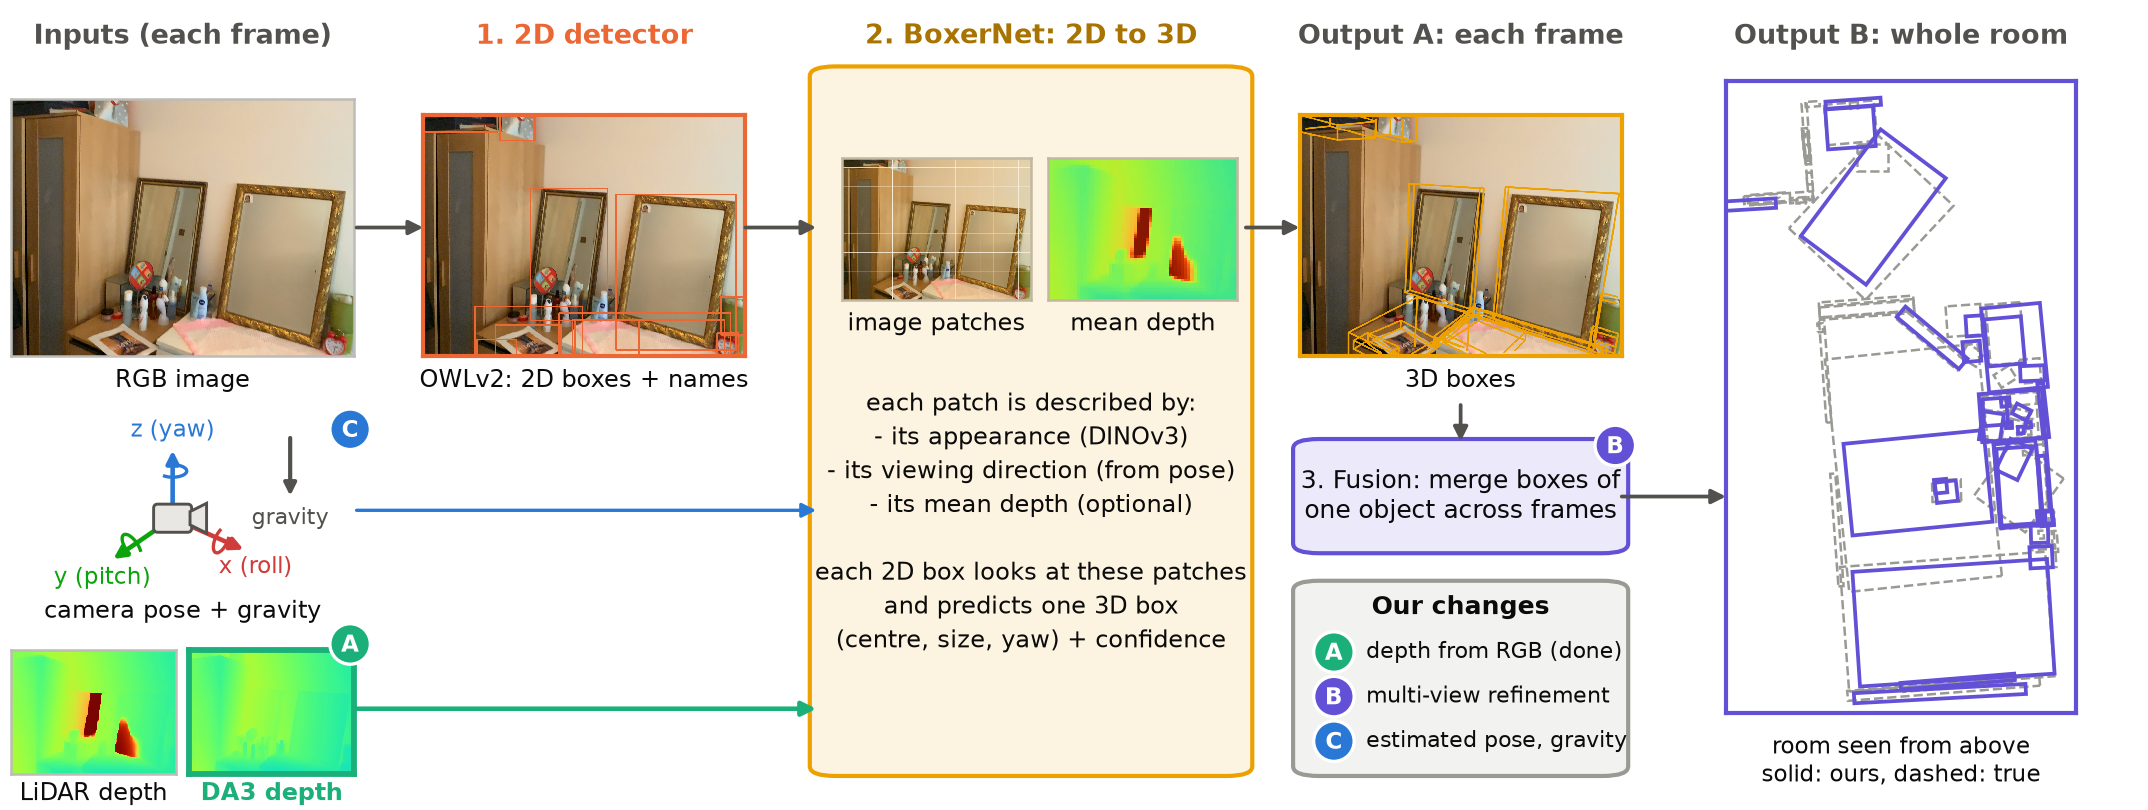 Inputs (each frame)
1. 2D detector
2. BoxerNet: 2D to 3D
Output A: each frame
Output B: whole room
RGB image
OWLv2: 2D boxes + names
image patches
mean depth
3D boxes
z (yaw)
C
gravity
y (pitch)
x (roll)
camera pose + gravity
A
LiDAR depth
DA3 depth
each patch is described by:
- its appearance (DINOv3)
- its viewing direction (from pose)
- its mean depth (optional)
each 2D box looks at these patches
and predicts one 3D box
(centre, size, yaw) + confidence
B
3. Fusion: merge boxes of
one object across frames
Our changes
A depth from RGB (done)
B multi-view refinement
C estimated pose, gravity
room seen from above
solid: ours, dashed: true